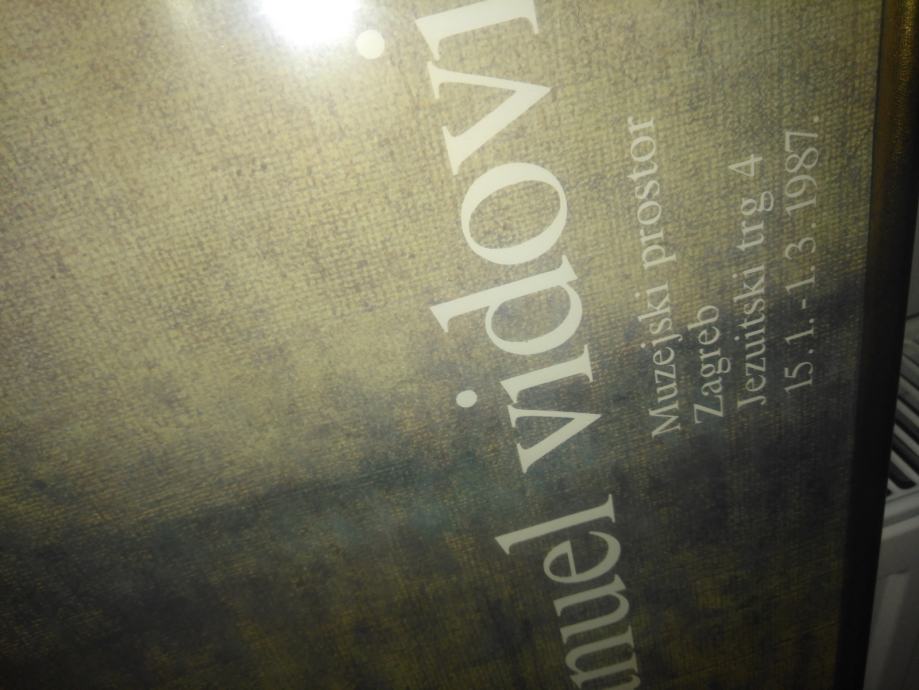 nuel vidovi
Muzejski prostor
Zagreb
Jezuitski trg 4
15. 1. - 1. 3. 1987.